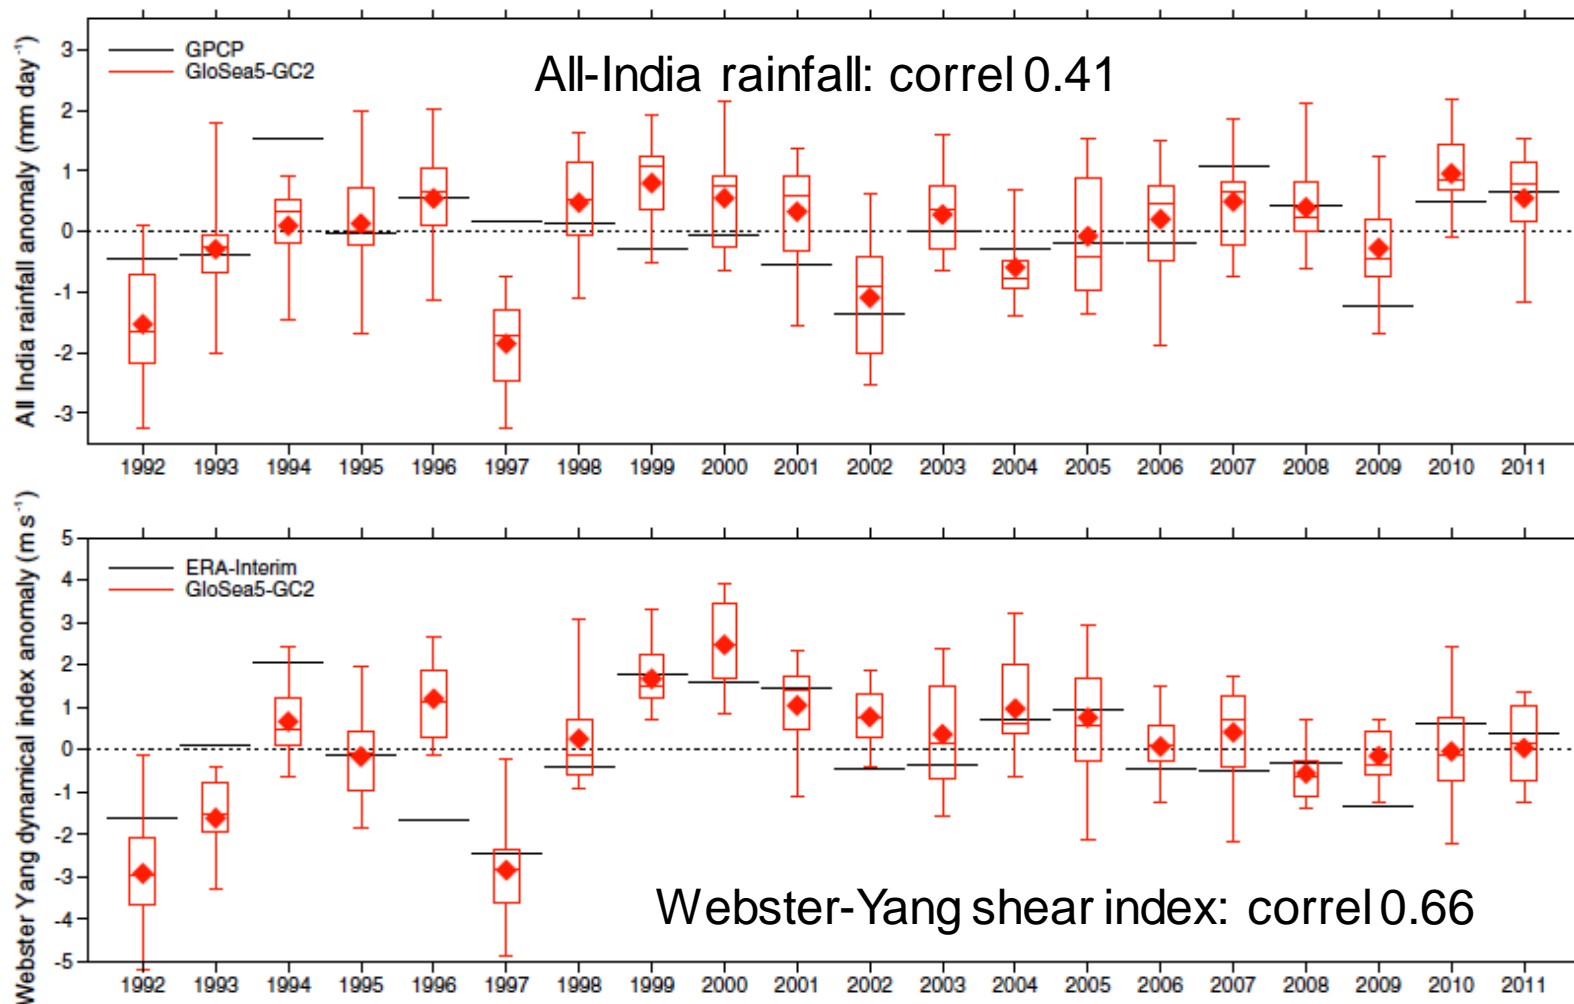 All India rainfall anomaly (mm day⁻¹)
3
2
1
0
-1
-2
-3
GPCP
GloSea5-GC2
All-India rainfall: correl 0.41
1992 1993 1994 1995 1996 1997 1998 1999 2000 2001 2002 2003 2004 2005 2006 2007 2008 2009 2010 2011
Webster Yang dynamical index anomaly (m s⁻¹)
5
4
3
2
1
0
-1
-2
-3
-4
-5
ERA-Interim
GloSea5-GC2
Webster-Yang shear index: correl 0.66
1992 1993 1994 1995 1996 1997 1998 1999 2000 2001 2002 2003 2004 2005 2006 2007 2008 2009 2010 2011